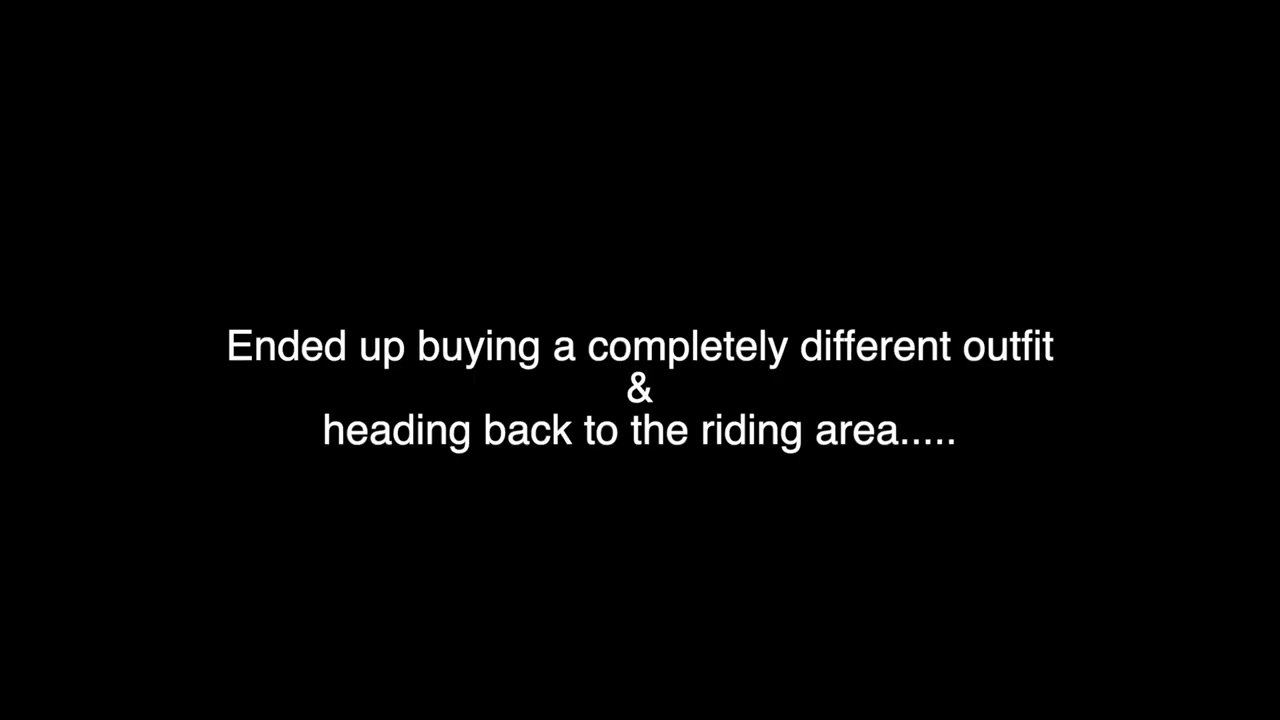 Ended up buying a completely different outfit
&
heading back to the riding area.....